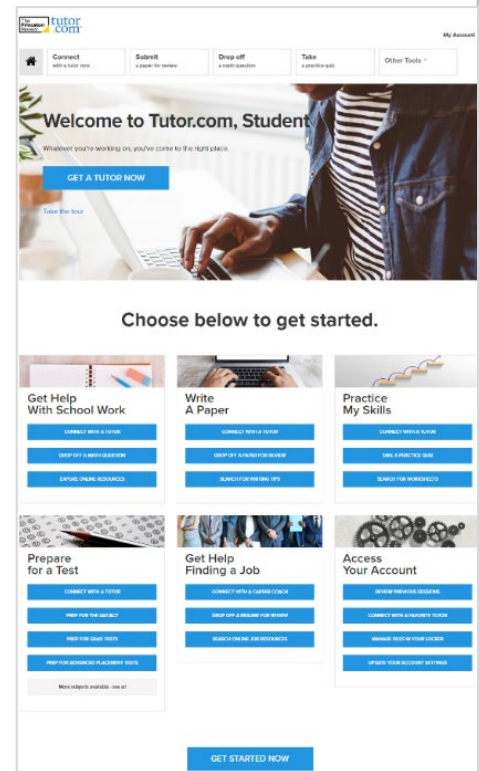 The
Princeton
Review
tutor
.com
My Account
Connect
with a tutor now
Submit
a paper for review
Drop off
a math question
Take
a practice quiz
Other Tools
Welcome to Tutor.com, Student
Whatever you're working on, you've come to the right place.
GET A TUTOR NOW
Take the tour
Choose below to get started.
Get Help
With School Work
CONNECT WITH A TUTOR
DROP OFF A MATH QUESTION
EXPLORE ONLINE RESOURCES
Write
A Paper
CONNECT WITH A TUTOR
DROP OFF A PAPER FOR REVIEW
SEARCH FOR WRITING TIPS
Practice
My Skills
CONNECT WITH A TUTOR
TAKE A PRACTICE QUIZ
SEARCH FOR WORKSHEETS
Prepare
for a Test
CONNECT WITH A TUTOR
PREP FOR THE SAT/ACT
PREP FOR GRAD TESTS
PREP FOR ADVANCED PLACEMENT TESTS
More subjects available - see all
Get Help
Finding a Job
CONNECT WITH A CAREER COACH
DROP OFF A RESUME FOR REVIEW
SEARCH ONLINE JOB RESOURCES
Access
Your Account
REVIEW PREVIOUS SESSIONS
CONNECT WITH A FAVORITE TUTOR
MANAGE FILES IN YOUR LOCKER
UPDATE YOUR ACCOUNT SETTINGS
GET STARTED NOW